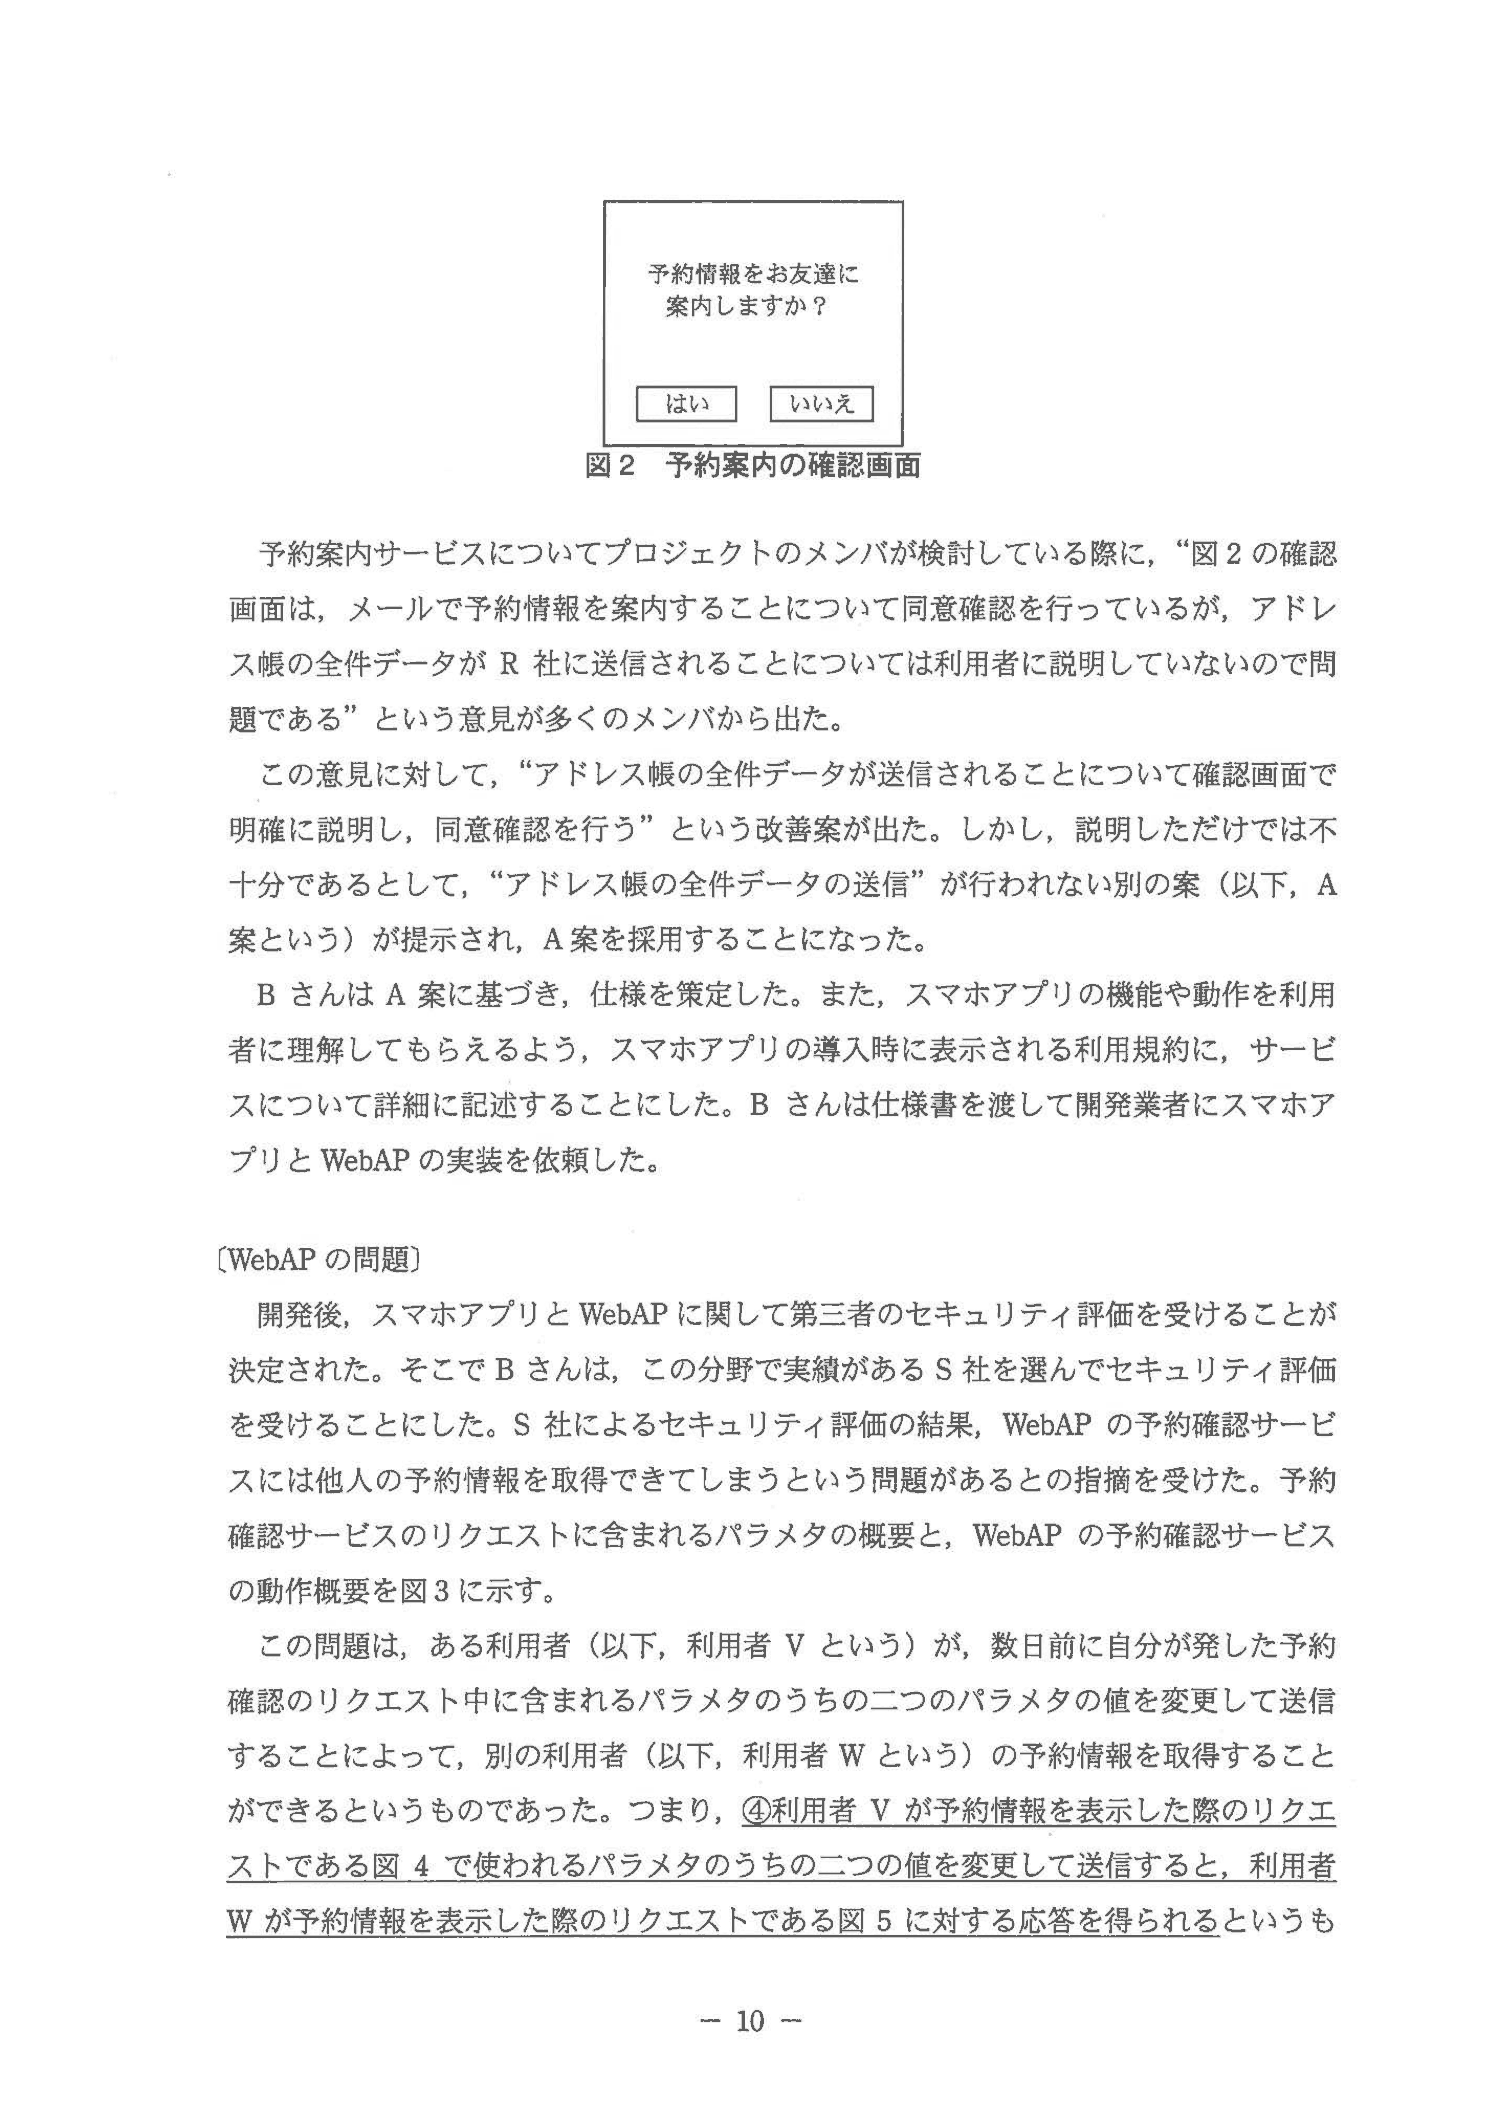 予約情報をお友達に
案内しますか？
はい　いいえ
図2　予約案内の確認画面
予約案内サービスについてプロジェクトのメンバが検討している際に，“図2の確認
画面は，メールで予約情報を案内することについて同意確認を行っているが，アドレ
ス帳の全件データが R 社に送信されることについては利用者に説明していないので問
題である”という意見が多くのメンバから出た。
この意見に対して，“アドレス帳の全件データが送信されることについて確認画面で
明確に説明し，同意確認を行う”という改善案が出た。しかし，説明しただけでは不
十分であるとして，“アドレス帳の全件データの送信”が行われない別の案（以下，A
案という）が提示され，A案を採用することになった。
B さんは A 案に基づき，仕様を策定した。また，スマホアプリの機能や動作を利用
者に理解してもらえるよう，スマホアプリの導入時に表示される利用規約に，サービ
スについて詳細に記述することにした。B さんは仕様書を渡して開発業者にスマホア
プリと WebAP の実装を依頼した。
〔WebAP の問題〕
開発後，スマホアプリと WebAP に関して第三者のセキュリティ評価を受けることが
決定された。そこで B さんは，この分野で実績がある S 社を選んでセキュリティ評価
を受けることにした。S 社によるセキュリティ評価の結果，WebAP の予約確認サービ
スには他人の予約情報を取得できてしまうという問題があるとの指摘を受けた。予約
確認サービスのリクエストに含まれるパラメタの概要と，WebAP の予約確認サービス
の動作概要を図3に示す。
この問題は，ある利用者（以下，利用者 V という）が，数日前に自分が発した予約
確認のリクエスト中に含まれるパラメタのうちの二つのパラメタの値を変更して送信
することによって，別の利用者（以下，利用者 W という）の予約情報を取得すること
ができるというものであった。つまり，④利用者 V が予約情報を表示した際のリクエ
ストである図 4 で使われるパラメタのうちの二つの値を変更して送信すると，利用者
W が予約情報を表示した際のリクエストである図 5 に対する応答を得られるというも
－ 10 －